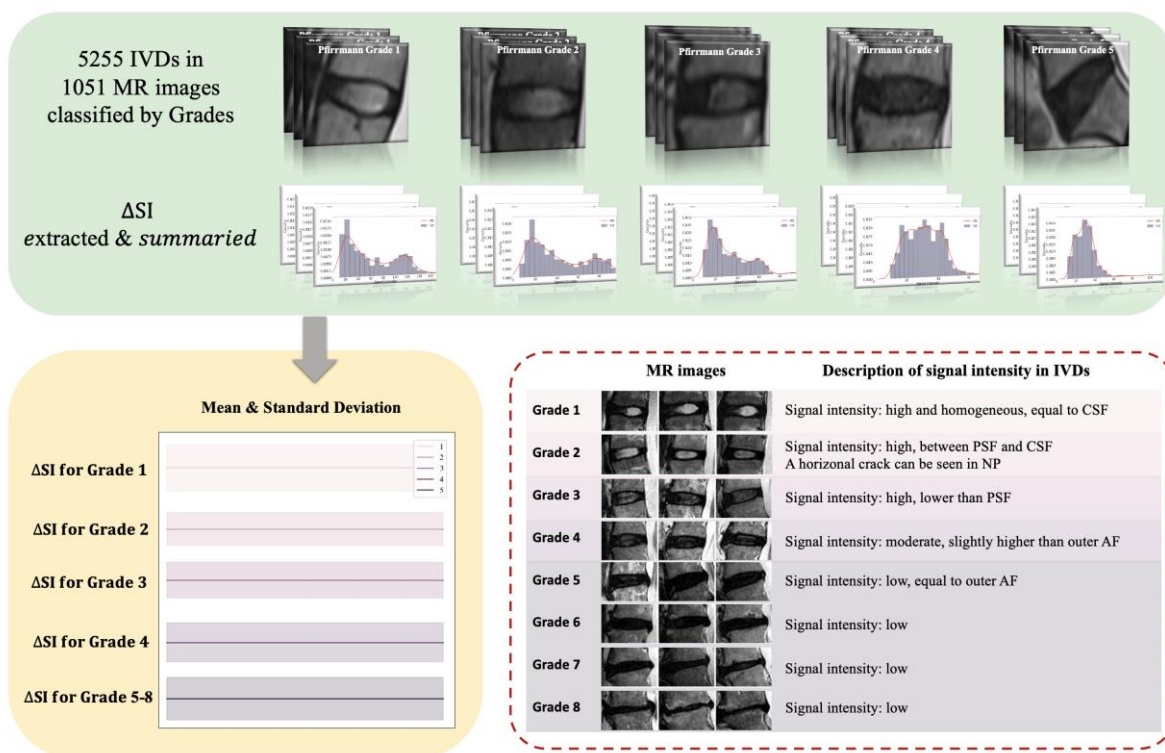 5255 IVDs in
1051 MR images
classified by Grades
Pfirrmann Grade 1
Pfirrmann Grade 2
Pfirrmann Grade 3
Pfirrmann Grade 4
Pfirrmann Grade 5
ΔSI
extracted & summaried
Mean & Standard Deviation
1
2
3
4
5
ΔSI for Grade 1
ΔSI for Grade 2
ΔSI for Grade 3
ΔSI for Grade 4
ΔSI for Grade 5-8
MR images Description of signal intensity in IVDs
Grade 1 Signal intensity: high and homogeneous, equal to CSF
Grade 2 Signal intensity: high, between PSF and CSF
A horizonal crack can be seen in NP
Grade 3 Signal intensity: high, lower than PSF
Grade 4 Signal intensity: moderate, slightly higher than outer AF
Grade 5 Signal intensity: low, equal to outer AF
Grade 6 Signal intensity: low
Grade 7 Signal intensity: low
Grade 8 Signal intensity: low